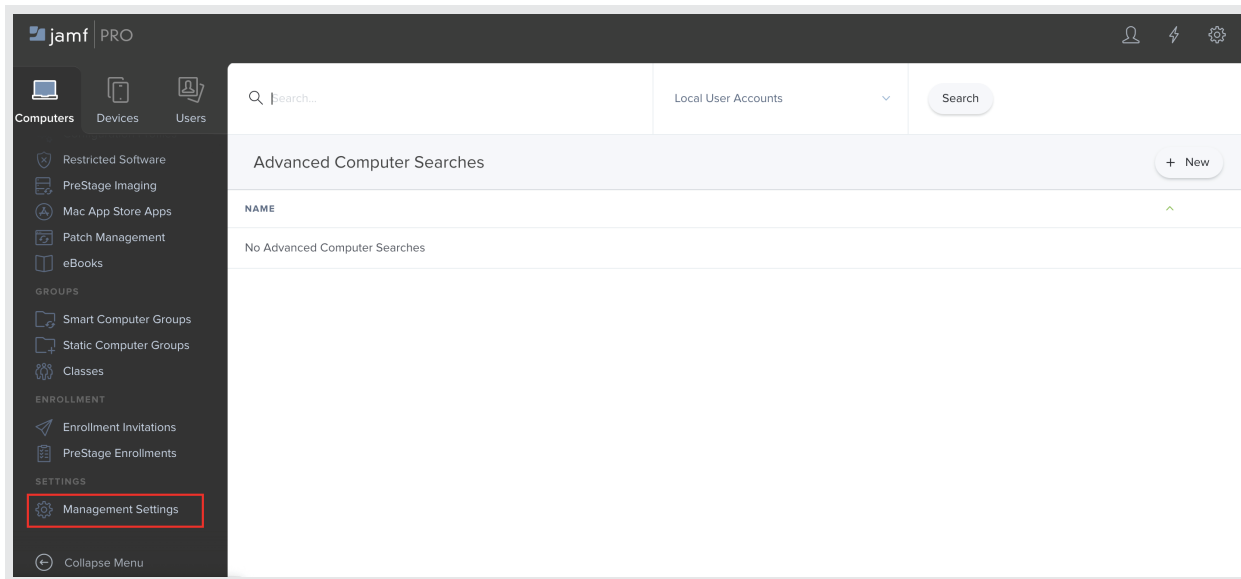 jamf PRO
Computers Devices Users
Search...
Local User Accounts
Search
Restricted Software
PreStage Imaging
Mac App Store Apps
Patch Management
eBooks
GROUPS
Smart Computer Groups
Static Computer Groups
Classes
ENROLLMENT
Enrollment Invitations
PreStage Enrollments
SETTINGS
Management Settings
Collapse Menu
Advanced Computer Searches
+ New
NAME
No Advanced Computer Searches